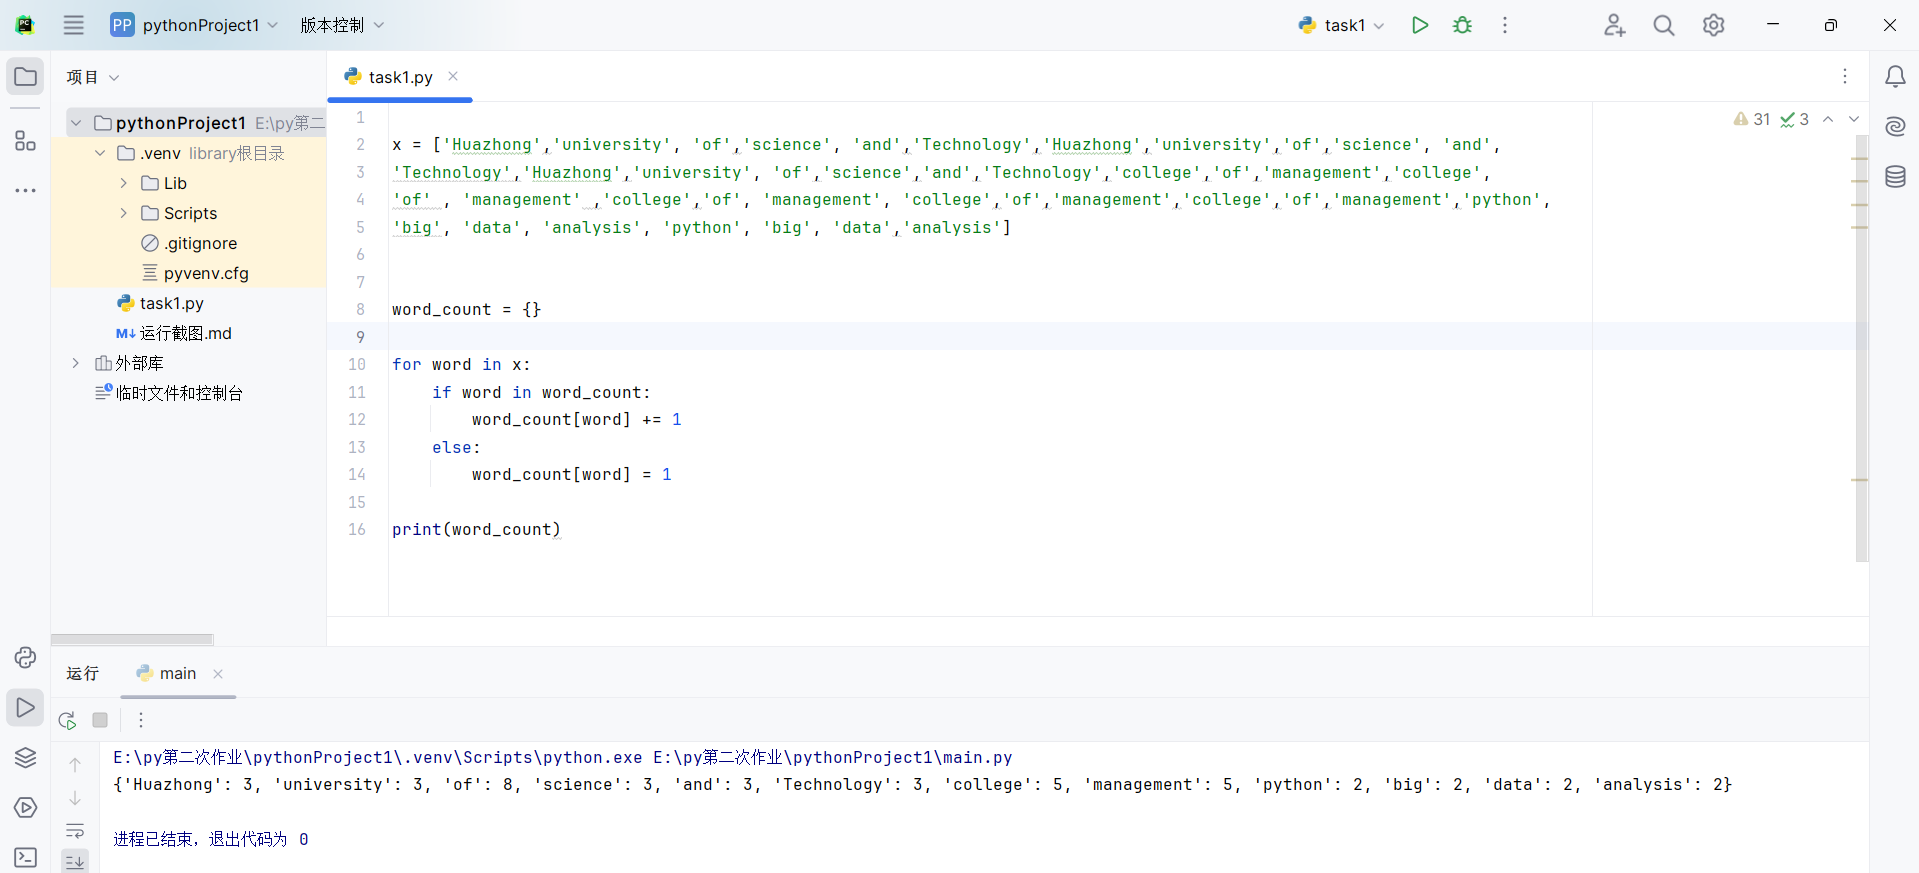 PC
PP pythonProject1 版本控制 task1
项目 task1.py
pythonProject1 E:\py第二
.venv library根目录
Lib
Scripts
.gitignore
pyvenv.cfg
task1.py
M↓ 运行截图.md
外部库
临时文件和控制台
31 3
1
2 x = ['Huazhong','university', 'of','science', 'and','Technology','Huazhong','university','of','science', 'and',
3 'Technology','Huazhong','university', 'of','science','and','Technology','college','of','management','college',
4 'of' , 'management' ,'college','of', 'management', 'college','of','management','college','of','management','python',
5 'big', 'data', 'analysis', 'python', 'big', 'data','analysis']
6
7
8 word_count = {}
9
10 for word in x:
11     if word in word_count:
12         word_count[word] += 1
13     else:
14         word_count[word] = 1
15
16 print(word_count)
运行 main
E:\py第二次作业\pythonProject1\.venv\Scripts\python.exe E:\py第二次作业\pythonProject1\main.py
{'Huazhong': 3, 'university': 3, 'of': 8, 'science': 3, 'and': 3, 'Technology': 3, 'college': 5, 'management': 5, 'python': 2, 'big': 2, 'data': 2, 'analysis': 2}
进程已结束，退出代码为 0